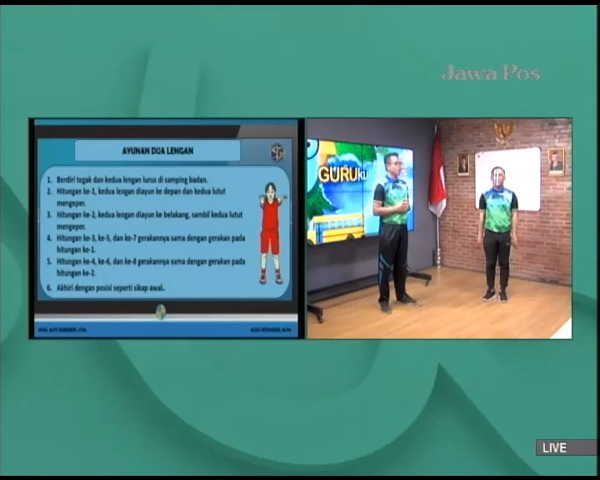 Jawa Pos
AYUNAN DUA LENGAN
1. Berdiri tegak dan kedua lengan lurus di samping badan.
2. Hitungan ke-1, kedua lengan diayun ke depan dan kedua lutut
mengeper.
3. Hitungan ke-2, kedua lengan diayun ke belakang, sambil kedua lutut
mengeper.
4. Hitungan ke-3, ke-5, dan ke-7 gerakannya sama dengan gerakan pada
hitungan ke-1.
5. Hitungan ke-4, ke-6, dan ke-8 gerakannya sama dengan gerakan pada
hitungan ke-2.
6. Akhiri dengan posisi seperti sikap awal.
GURUku
LIVE